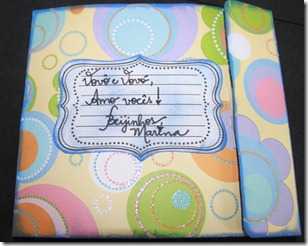 Vovô e Vovó
Amo vocês!
Beijinhos,
Marina